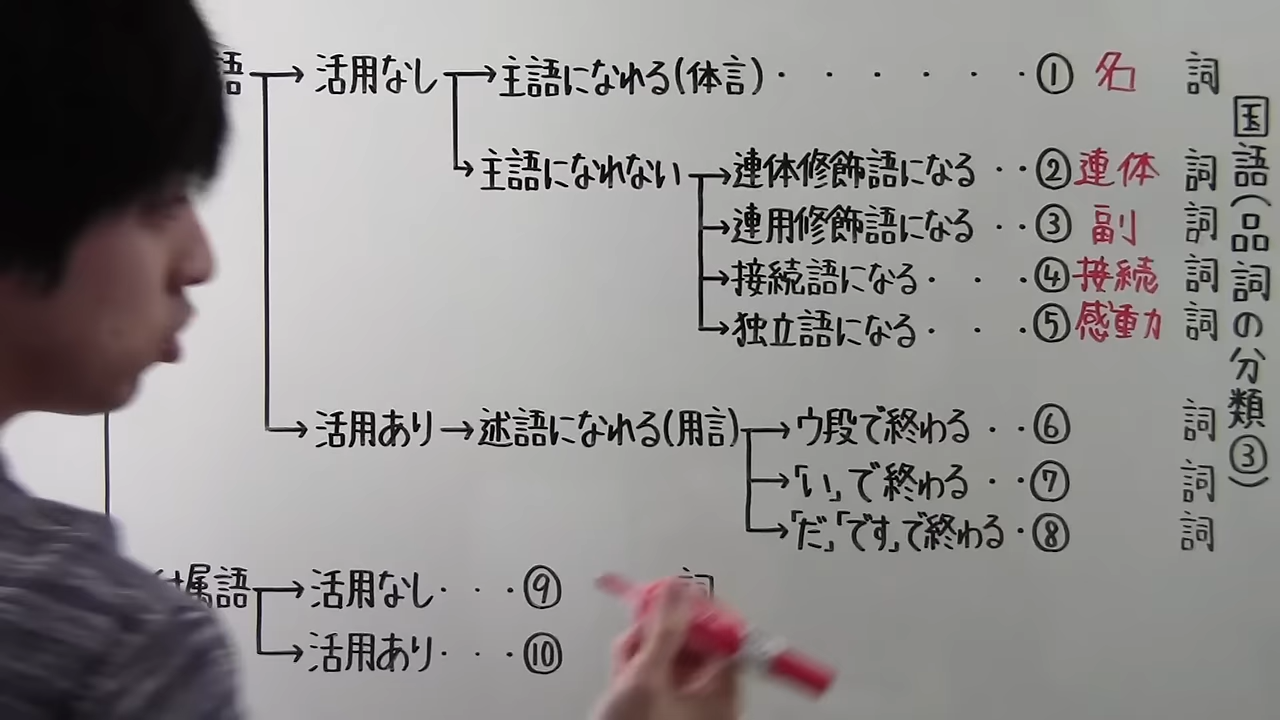 国語(品詞の分類③)
語→活用なし→主語になれる(体言)・・・・・・①名詞
→主語になれない→連体修飾語になる・・②連体詞
→連用修飾語になる・・③副詞
→接続語になる・・・④接続詞
→独立語になる・・・⑤感動詞
→活用あり→述語になれる(用言)→ウ段で終わる・・⑥ 詞
→「い」で終わる・・⑦ 詞
→「だ」「です」で終わる・⑧ 詞
属語→活用なし・・・⑨ 詞
→活用あり・・・⑩